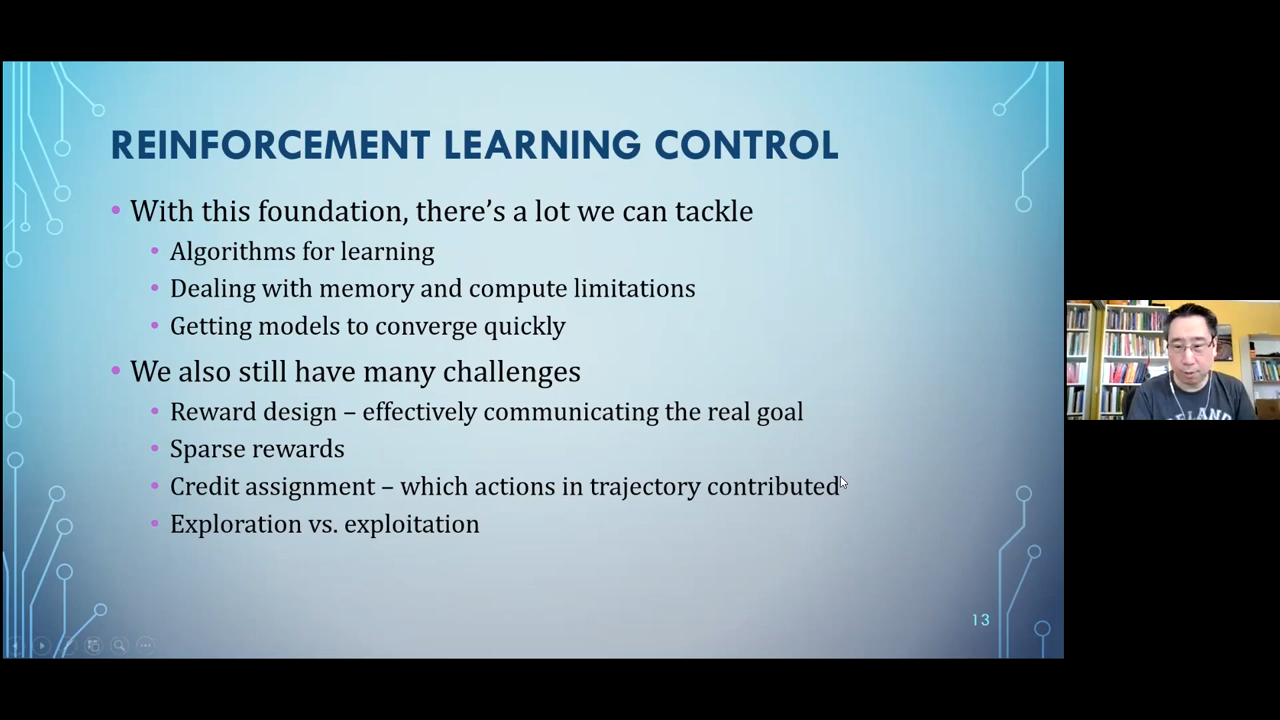 REINFORCEMENT LEARNING CONTROL
• With this foundation, there's a lot we can tackle
• Algorithms for learning
• Dealing with memory and compute limitations
• Getting models to converge quickly
• We also still have many challenges
• Reward design – effectively communicating the real goal
• Sparse rewards
• Credit assignment – which actions in trajectory contributed
• Exploration vs. exploitation
13